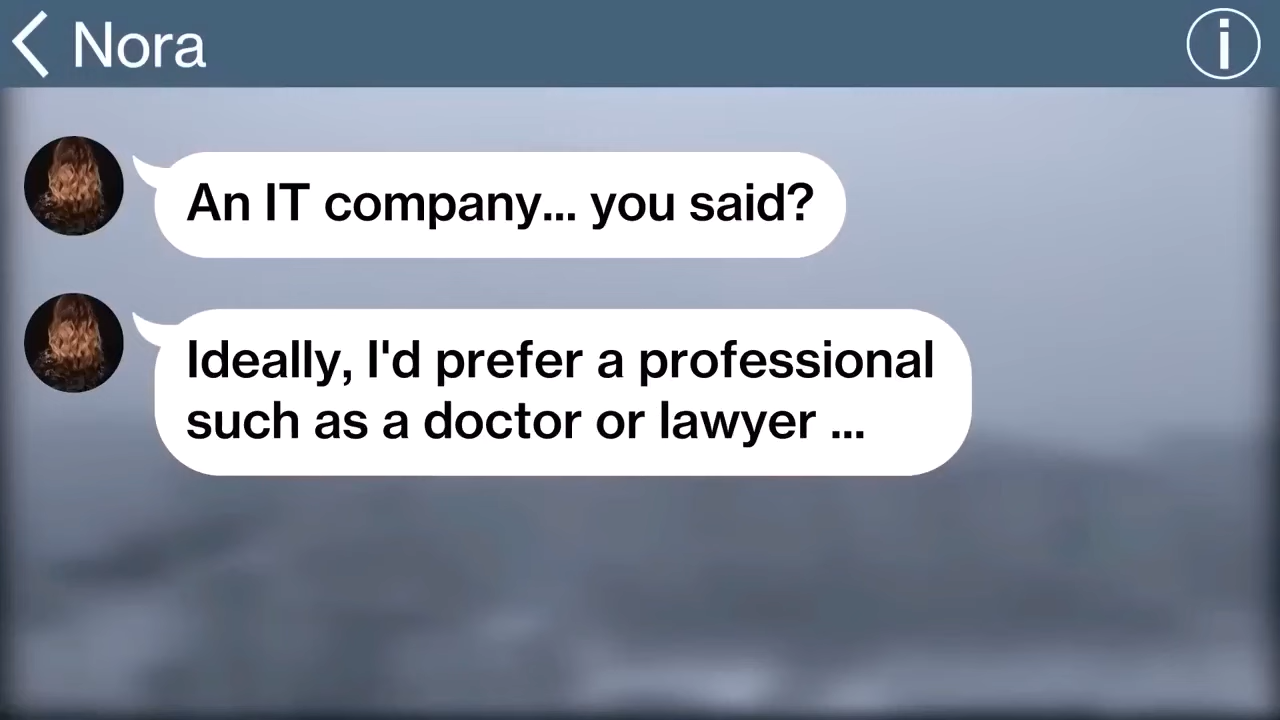 Nora
An IT company... you said?
Ideally, I'd prefer a professional
such as a doctor or lawyer ...